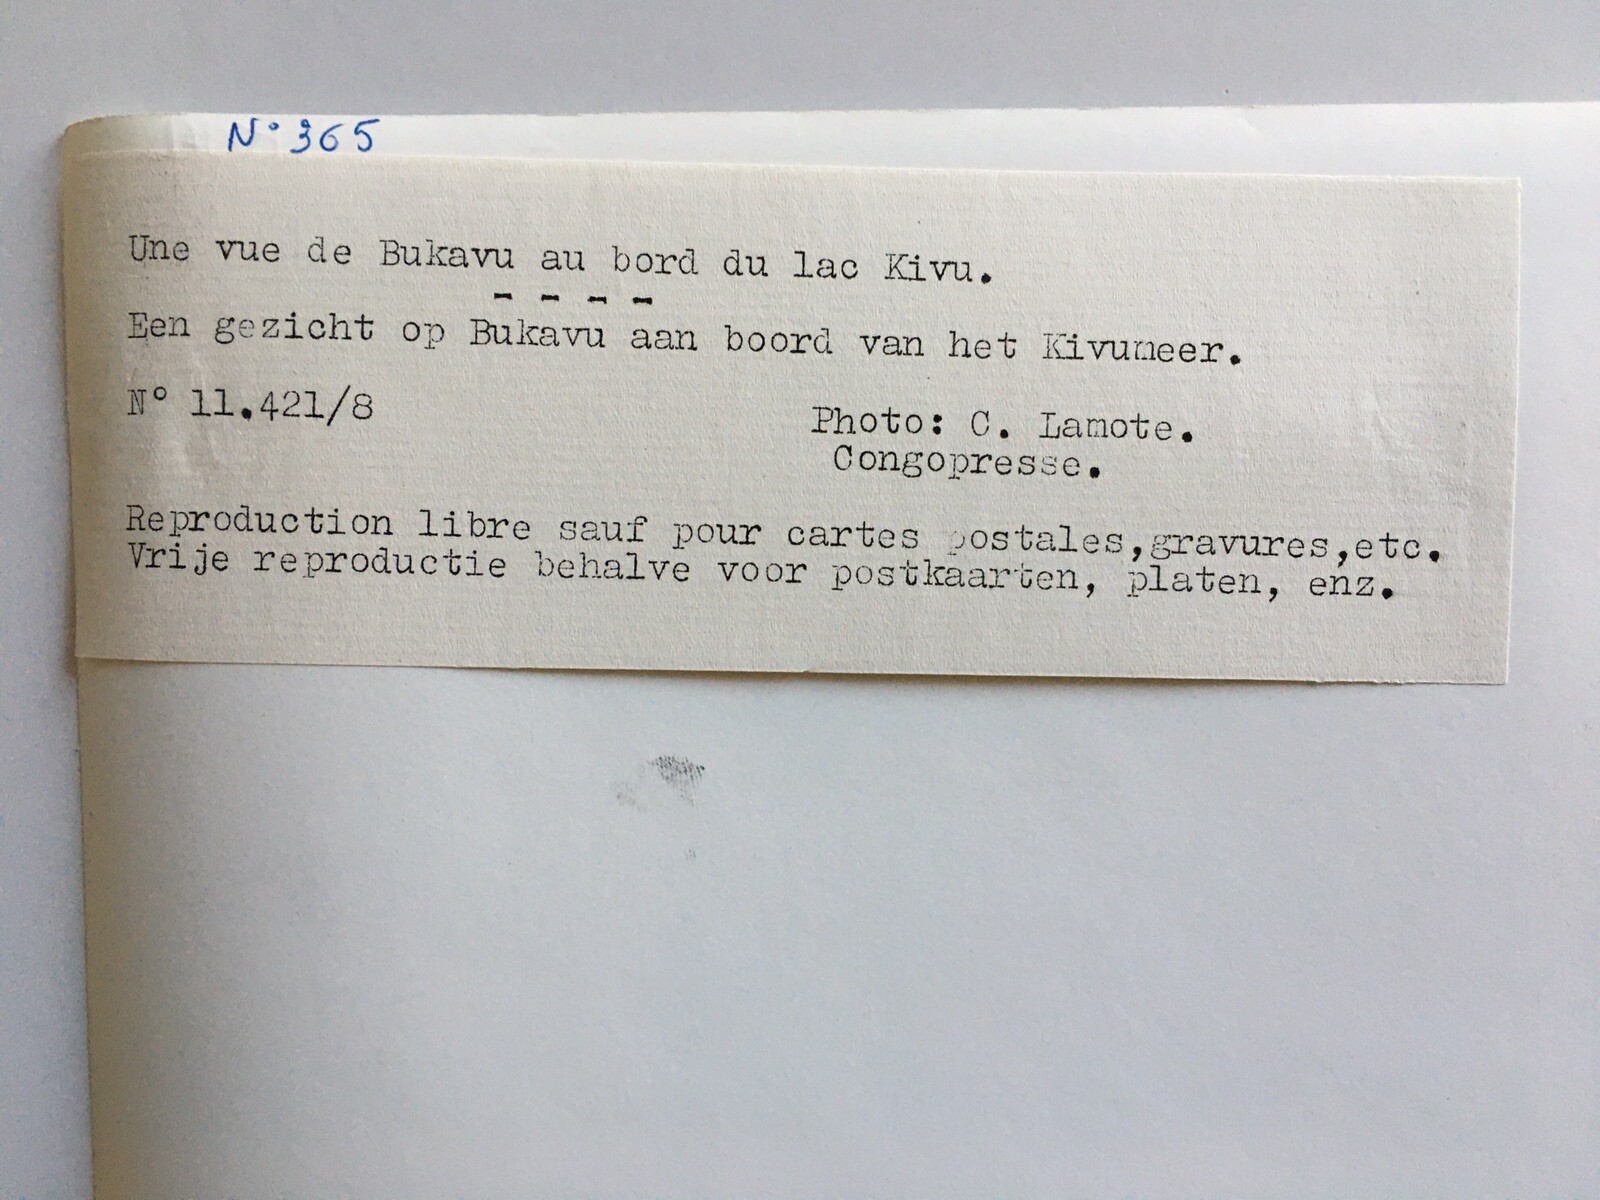 N° 365
Une vue de Bukavu au bord du lac Kivu.
- - - -
Een gezicht op Bukavu aan boord van het Kivumeer.
N° 11.421/8
Photo: C. Lamote.
Congopresse.
Reproduction libre sauf pour cartes postales,gravures,etc.
Vrije reproductie behalve voor postkaarten, platen, enz.